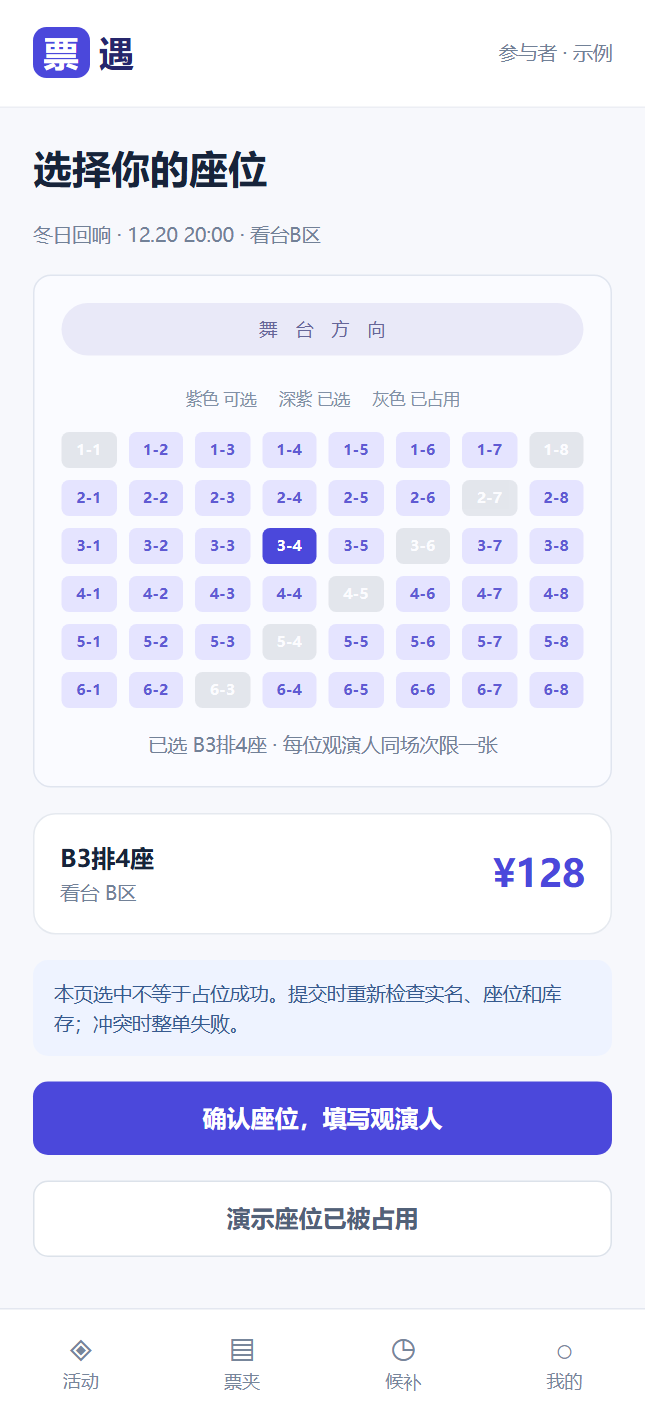 票 遇 参与者 · 示例
选择你的座位
冬日回响 · 12.20 20:00 · 看台B区
舞 台 方 向
紫色 可选 深紫 已选 灰色 已占用
1-1 1-2 1-3 1-4 1-5 1-6 1-7 1-8
2-1 2-2 2-3 2-4 2-5 2-6 2-7 2-8
3-1 3-2 3-3 3-4 3-5 3-6 3-7 3-8
4-1 4-2 4-3 4-4 4-5 4-6 4-7 4-8
5-1 5-2 5-3 5-4 5-5 5-6 5-7 5-8
6-1 6-2 6-3 6-4 6-5 6-6 6-7 6-8
已选 B3排4座 · 每位观演人同场次限一张
B3排4座
看台 B区
¥128
本页选中不等于占位成功。提交时重新检查实名、座位和库
存；冲突时整单失败。
确认座位，填写观演人
演示座位已被占用
活动 票夹 候补 我的